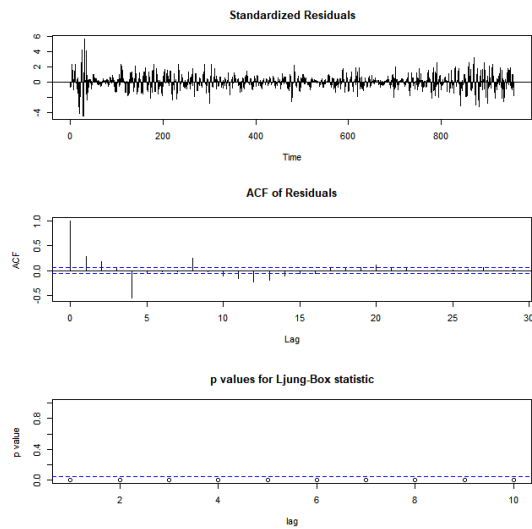 Standardized Residuals
6
4
2
0
-4
0 200 400 600 800
Time
ACF of Residuals
1.0
0.5
0.0
-0.5
ACF
0 5 10 15 20 25 30
Lag
p values for Ljung-Box statistic
0.8
0.4
0.0
p value
2 4 6 8 10
lag